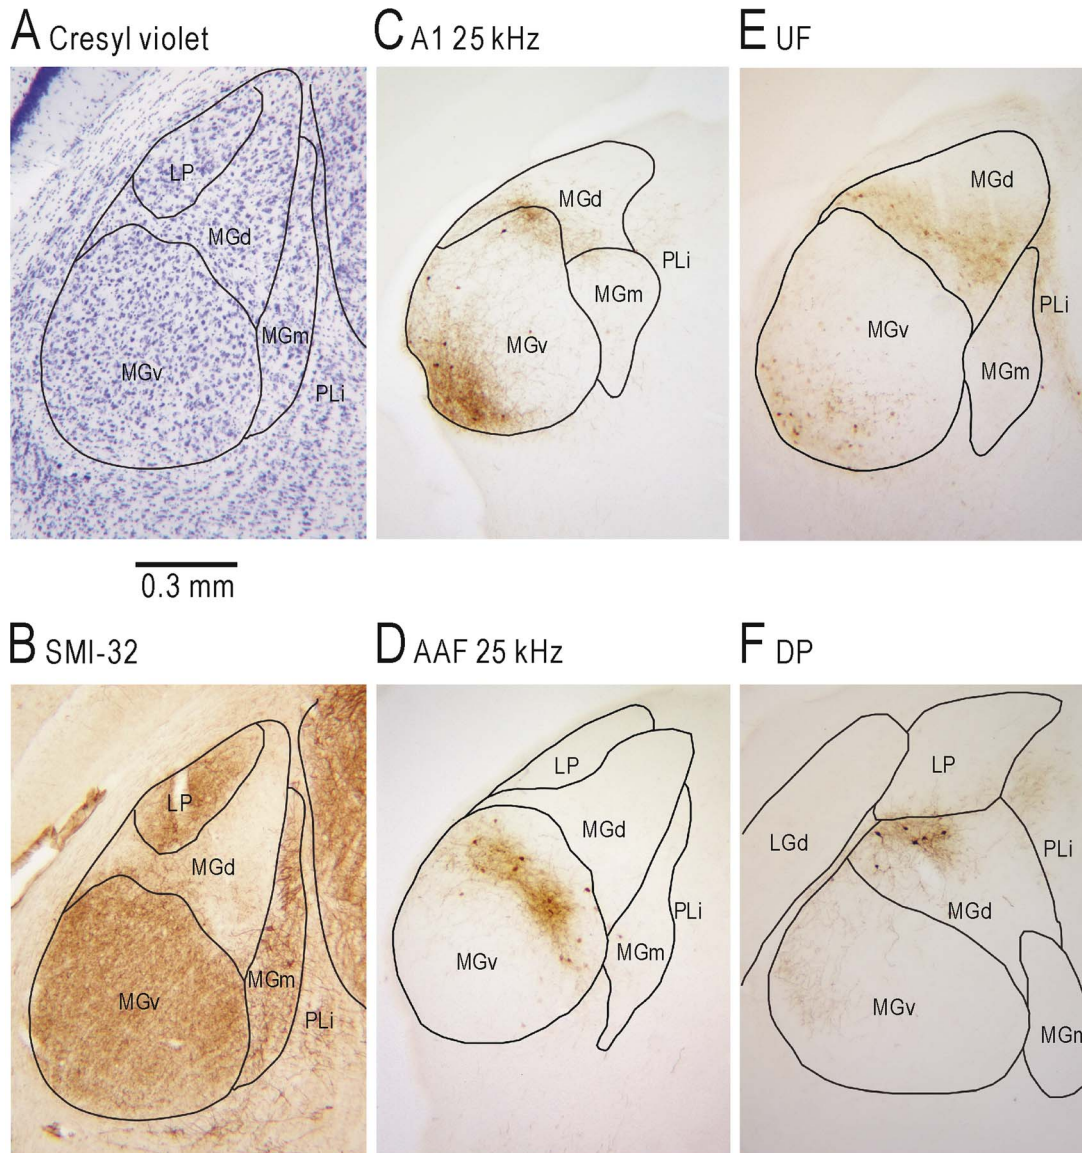 A Cresyl violet
LP
MGd
MGm
MGv
PLi
0.3 mm
B SMI-32
LP
MGd
MGm
MGv
PLi
C A1 25 kHz
MGd
PLi
MGm
MGv
D AAF 25 kHz
LP
MGd
PLi
MGm
MGv
E UF
MGd
PLi
MGv
MGm
F DP
LP
LGd
PLi
MGd
MGv
MGm